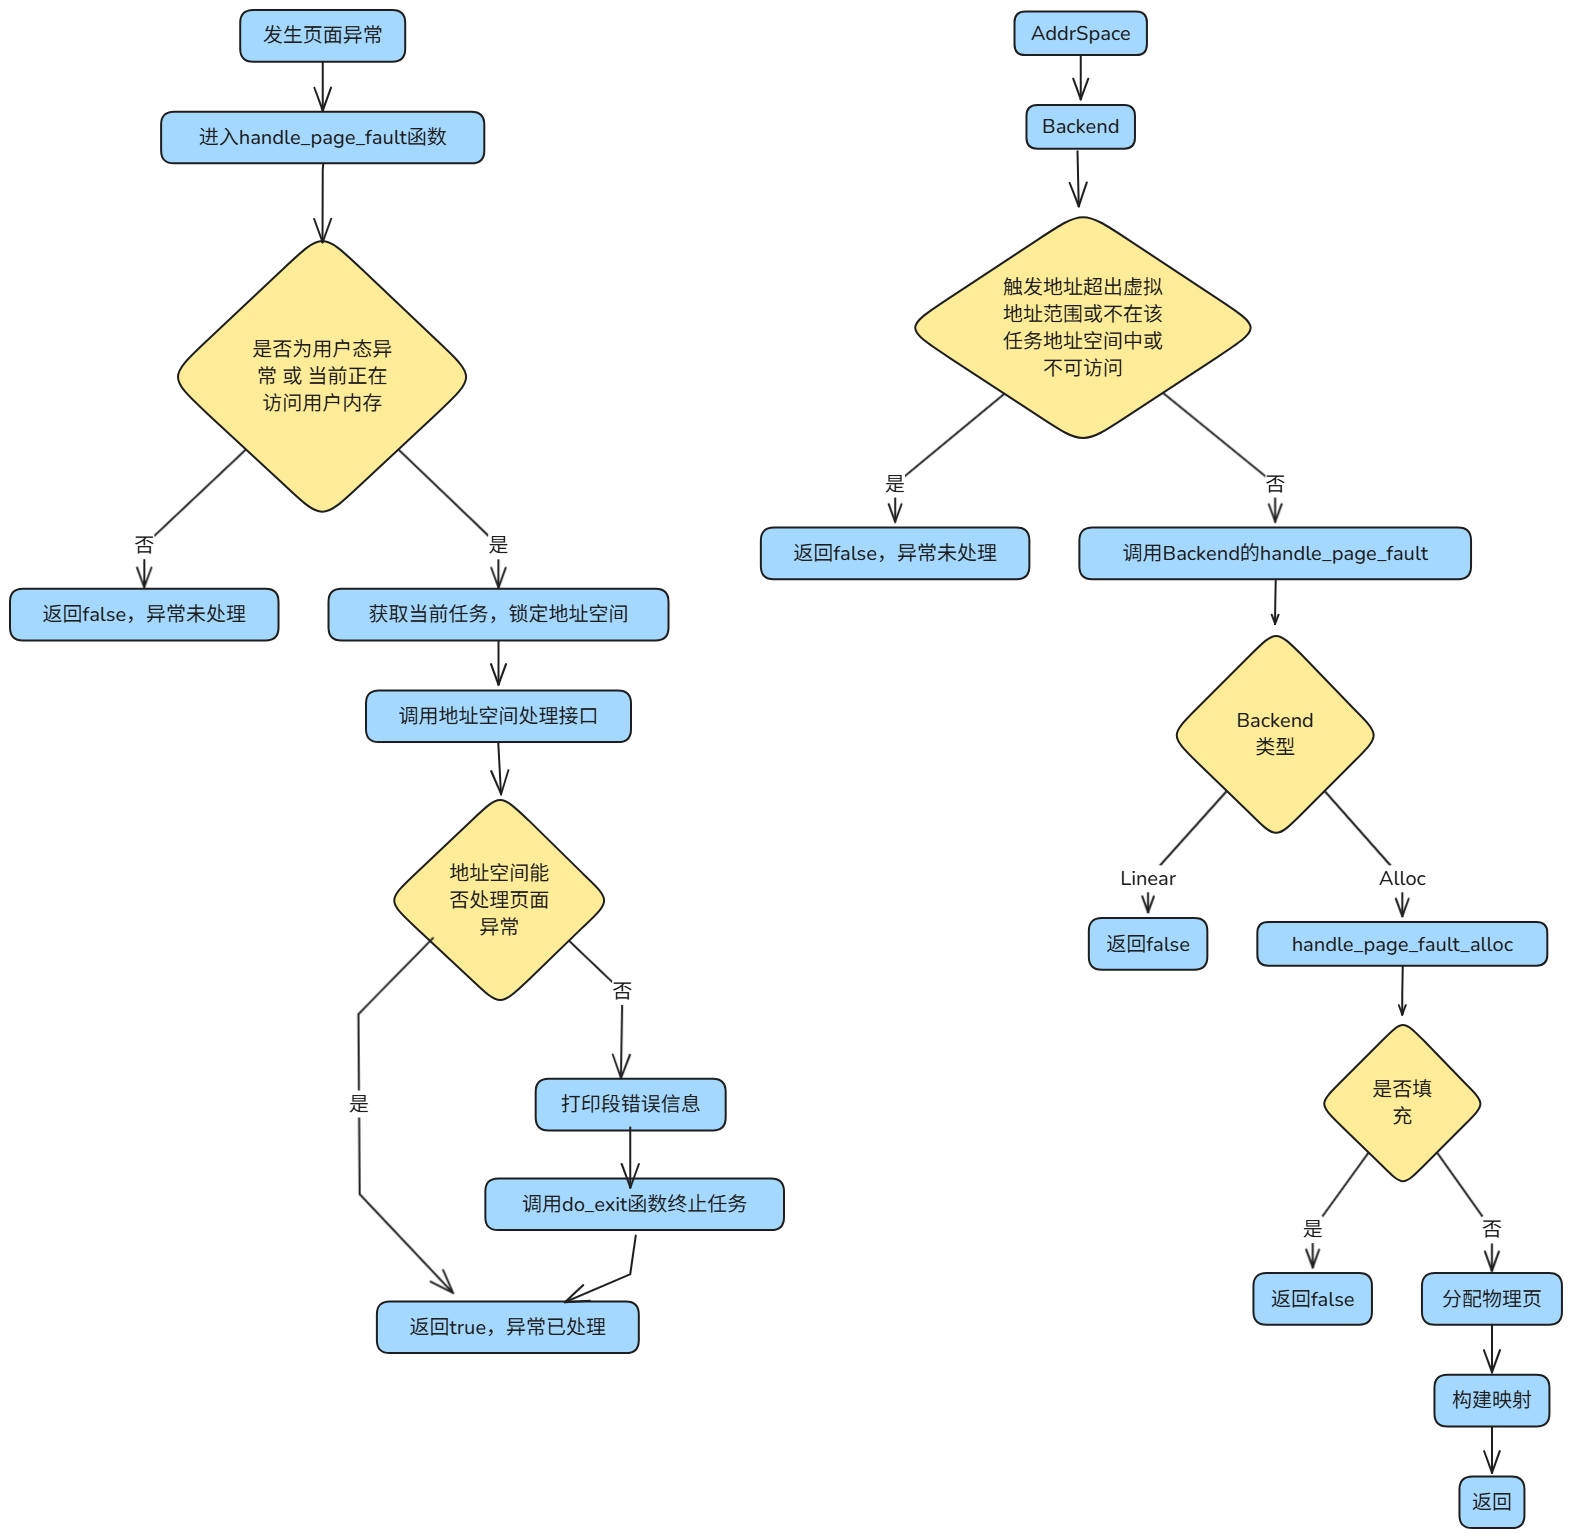 发生页面异常
进入handle_page_fault函数
是否为用户态异
常 或 当前正在
访问用户内存
否
是
返回false，异常未处理
获取当前任务，锁定地址空间
调用地址空间处理接口
地址空间能
否处理页面
异常
否
是
打印段错误信息
调用do_exit函数终止任务
返回true，异常已处理
AddrSpace
Backend
触发地址超出虚拟
地址范围或不在该
任务地址空间中或
不可访问
是
否
返回false，异常未处理
调用Backend的handle_page_fault
Backend
类型
Linear
Alloc
返回false
handle_page_fault_alloc
是否填
充
是
否
返回false
分配物理页
构建映射
返回